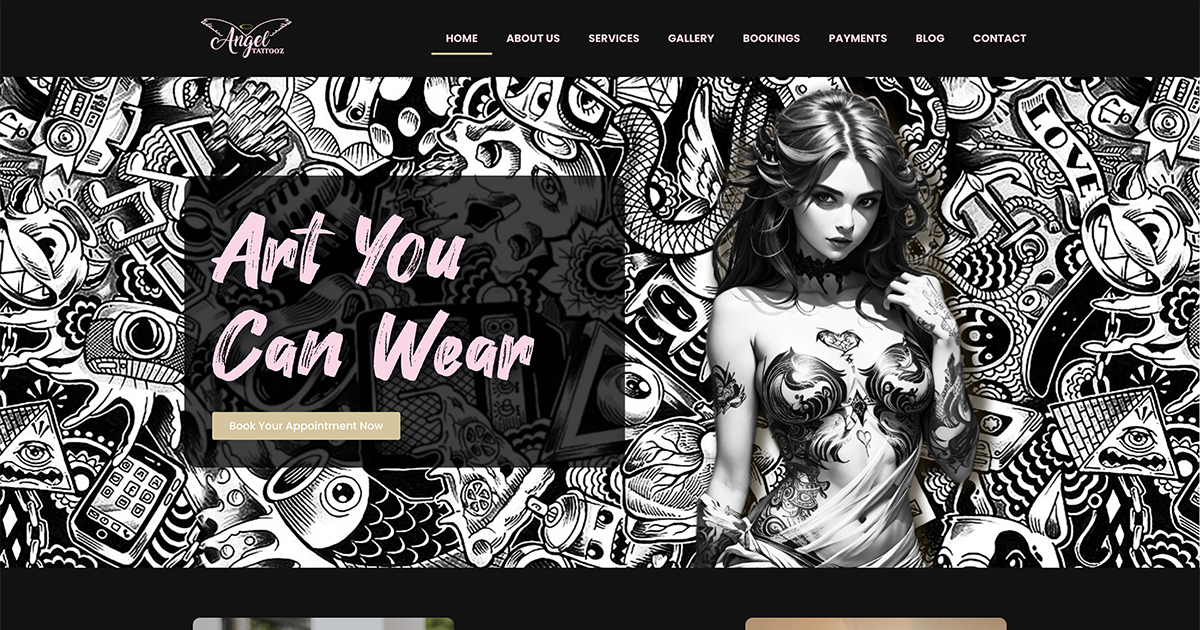 Angel
TATTOOZ
HOME
ABOUT US
SERVICES
GALLERY
BOOKINGS
PAYMENTS
BLOG
CONTACT
LOVE
Art You
Can Wear
Book Your Appointment Now